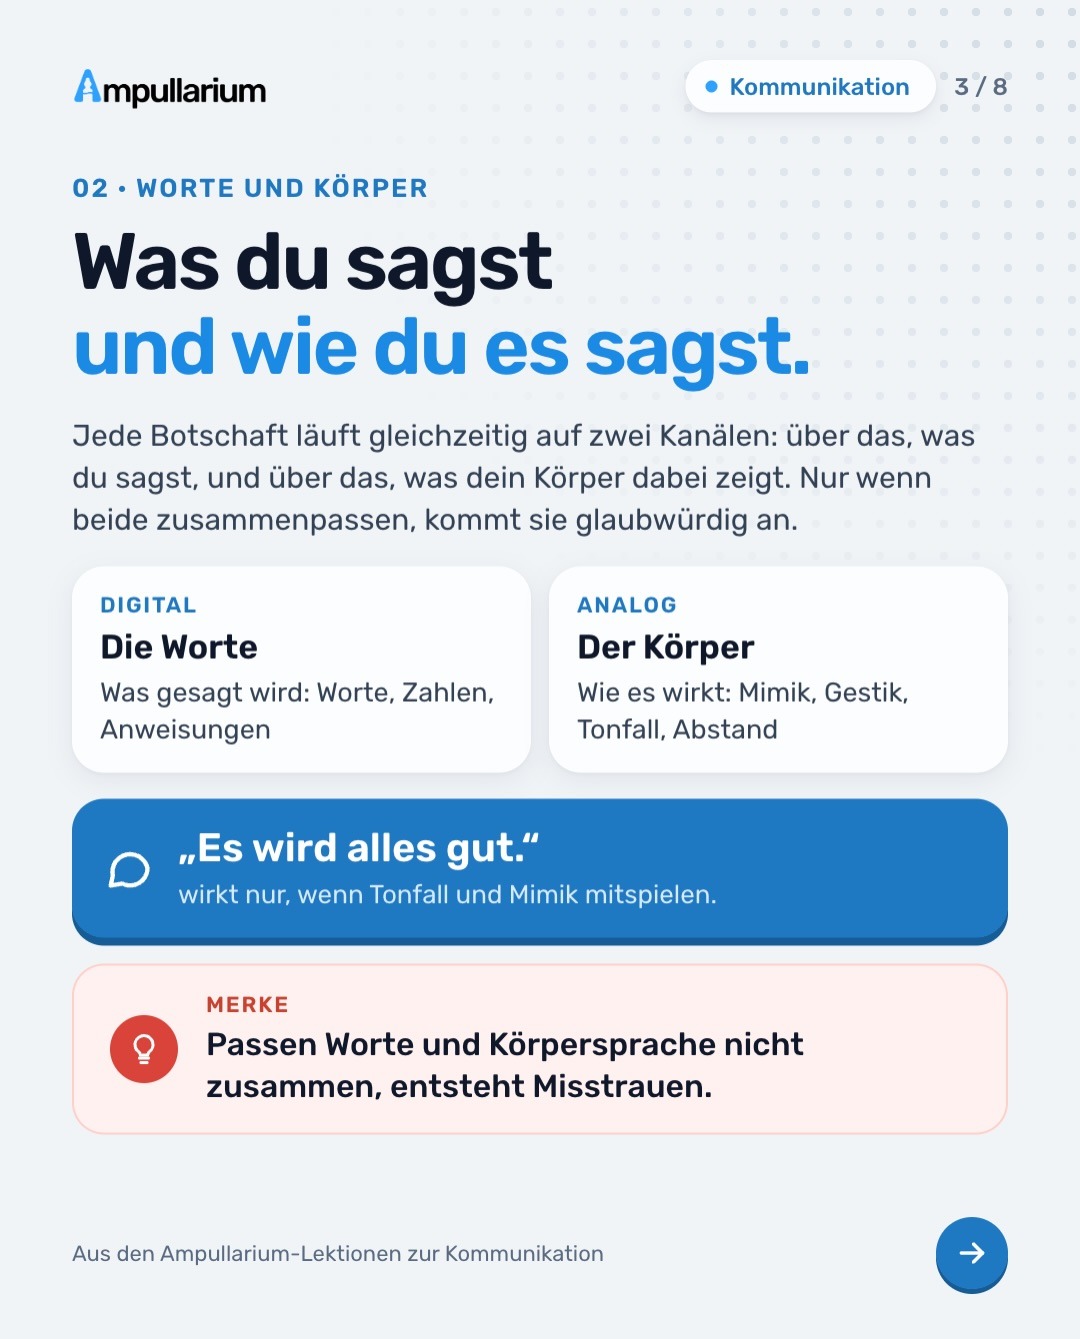 Ampullarium
Kommunikation
3 / 8
02 • WORTE UND KÖRPER
Was du sagst
und wie du es sagst.
Jede Botschaft läuft gleichzeitig auf zwei Kanälen: über das, was
du sagst, und über das, was dein Körper dabei zeigt. Nur wenn
beide zusammenpassen, kommt sie glaubwürdig an.
DIGITAL
Die Worte
Was gesagt wird: Worte, Zahlen,
Anweisungen
ANALOG
Der Körper
Wie es wirkt: Mimik, Gestik,
Tonfall, Abstand
„Es wird alles gut.“
wirkt nur, wenn Tonfall und Mimik mitspielen.
MERKE
Passen Worte und Körpersprache nicht
zusammen, entsteht Misstrauen.
Aus den Ampullarium-Lektionen zur Kommunikation